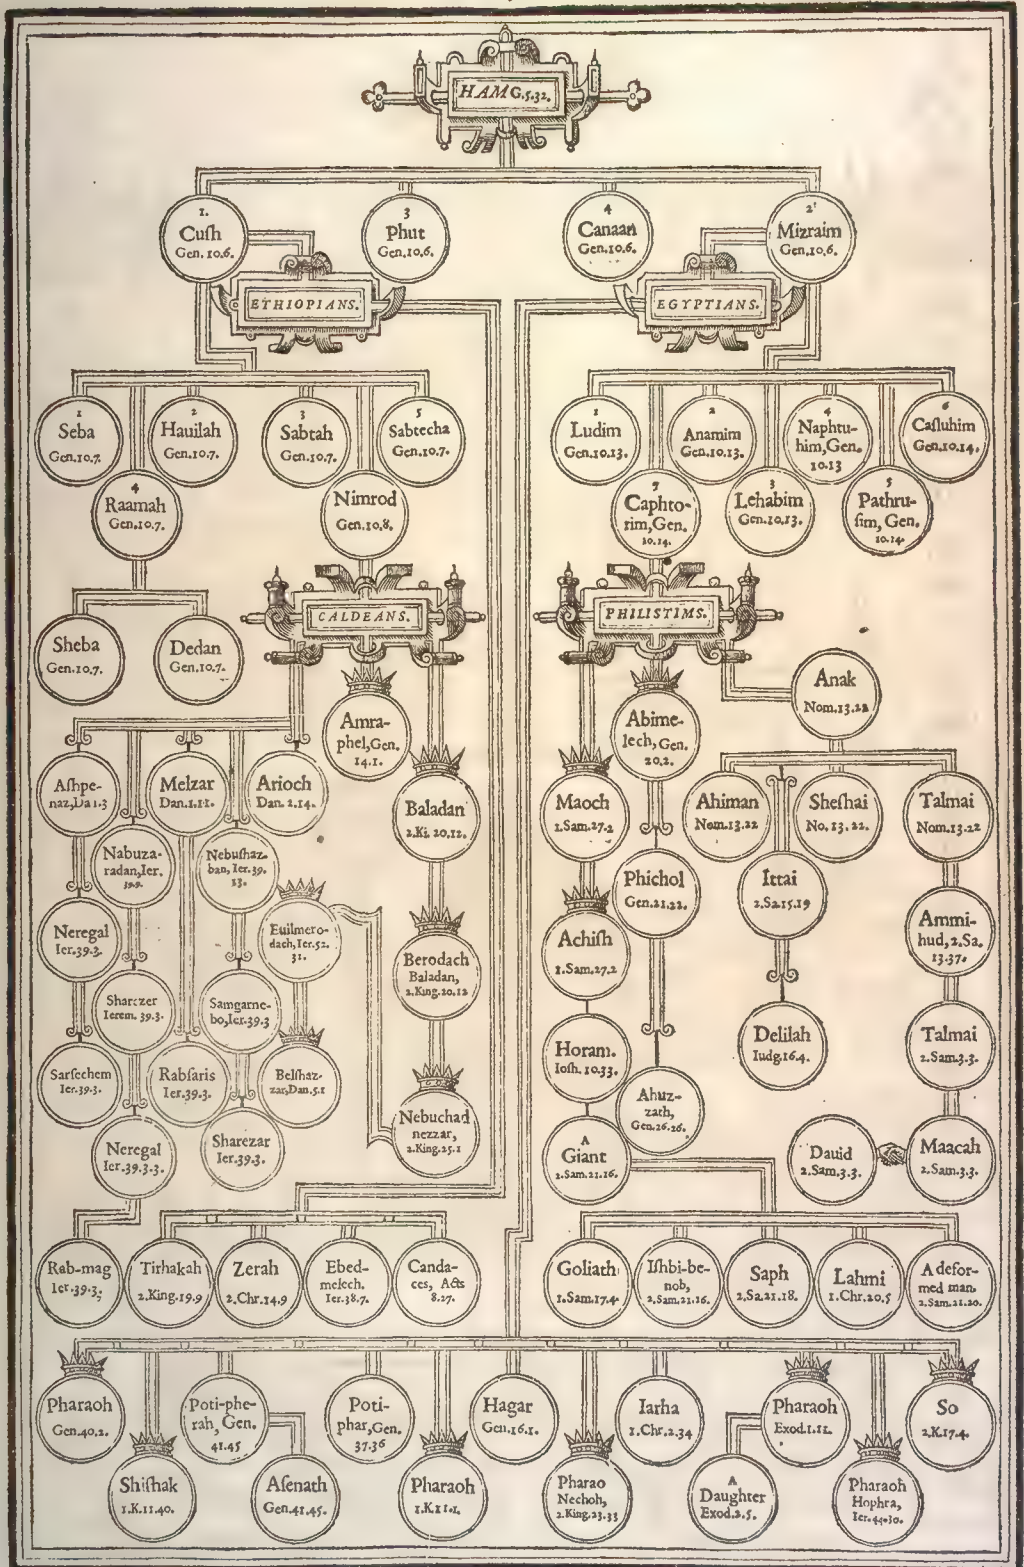 HAM G.5.32.
1.
Cuſh
Gen.10.6.
3
Phut
Gen.10.6.
4
Canaan
Gen.10.6.
2
Mizraim
Gen.10.6.
ETHIOPIANS.
EGYPTIANS.
1
Seba
Gen.10.7.
2
Hauilah
Gen.10.7.
3
Sabtah
Gen.10.7.
5
Sabtecha
Gen.10.7.
1
Ludim
Gen.10.13.
2
Anamim
Gen.10.13.
4
Naphtu-
him,Gen.
10.13
6
Caſluhim
Gen.10.14.
4
Raamah
Gen.10.7.
Nimrod
Gen.10.8.
7
Caphto-
rim,Gen.
10.14.
3
Lehabim
Gen.10.13.
5
Pathru-
ſim, Gen.
10.14.
CALDEANS.
PHILISTIMS.
Sheba
Gen.10.7.
Dedan
Gen.10.7.
Anak
Nom.13.22
Amra-
phel,Gen.
14.1.
Abime-
lech, Gen.
20.2.
Aſhpe-
naz,Da 1.3
Melzar
Dan.1.11.
Arioch
Dan. 2.14.
Baladan
2.Ki. 20.12.
Maoch
1.Sam.27.2
Ahiman
Nom.13.22
Sheſhai
No. 13. 22.
Talmai
Nom.13.22
Nabuza-
radan,Ier.
39.9.
Nebuſhaz-
ban, Ier.39.
13.
Phichol
Gen.21.22.
Ittai
2.Sa.15.19
Neregal
Ier.39.3.
Euilmero-
dach,Ier.52.
31.
Berodach
Baladan,
2.King.20.12
Achiſh
1.Sam.27.2
Ammi-
hud, 2.Sa.
13.37.
Sharezer
Ierem. 39.3.
Samgarne-
bo,Ier.39.3
Horam.
Ioſh. 10.33.
Delilah
Iudg.16.4.
Talmai
2.Sam.3.3.
Sarſechem
Ier.39.3.
Rabſaris
Ier.39.3.
Belſhaz-
zar,Dan.5.1
Nebuchad
nezzar,
2.King.25.1
Ahuz-
zath,
Gen.26.26.
Neregal
Ier.39.3.3.
Sharezar
Ier.39.3.
A
Giant
2.Sam.21.16.
Dauid
2.Sam.3.3.
Maacah
2.Sam.3.3.
Rab-mag
Ier.39.3.
Tirhakah
2.King.19.9
Zerah
2.Chr.14.9
Ebed-
melech.
Ier.38.7.
Canda-
ces, Acts
8.27.
Goliath
1.Sam.17.4.
Iſhbi-be-
nob,
2.Sam.21.16.
Saph
2.Sa.21.18.
Lahmi
1.Chr.20.5
A defor-
med man.
2.Sam.21.20.
Pharaoh
Gen.40.2.
Poti-phe-
rah, Gen.
41.45
Poti-
phar,Gen.
37.36
Hagar
Gen.16.1.
Iarha
1.Chr.2.34
Pharaoh
Exod.1.11.
So
2.K.17.4.
Shiſhak
1.K.11.40.
Aſenath
Gen.41.45.
Pharaoh
1.K.11.1.
Pharao
Nechoh,
2.King.23.33
A
Daughter
Exod.2.5.
Pharaoh
Hophra,
Ier.44.30.